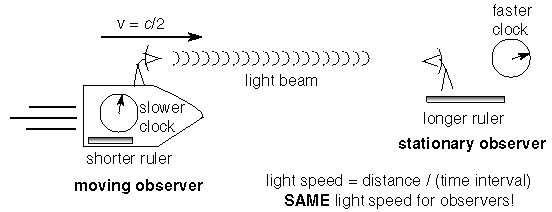 v = c/2
faster
clock
light beam
slower
clock
shorter ruler
longer ruler
moving observer
stationary observer
light speed = distance / (time interval)
SAME light speed for observers!